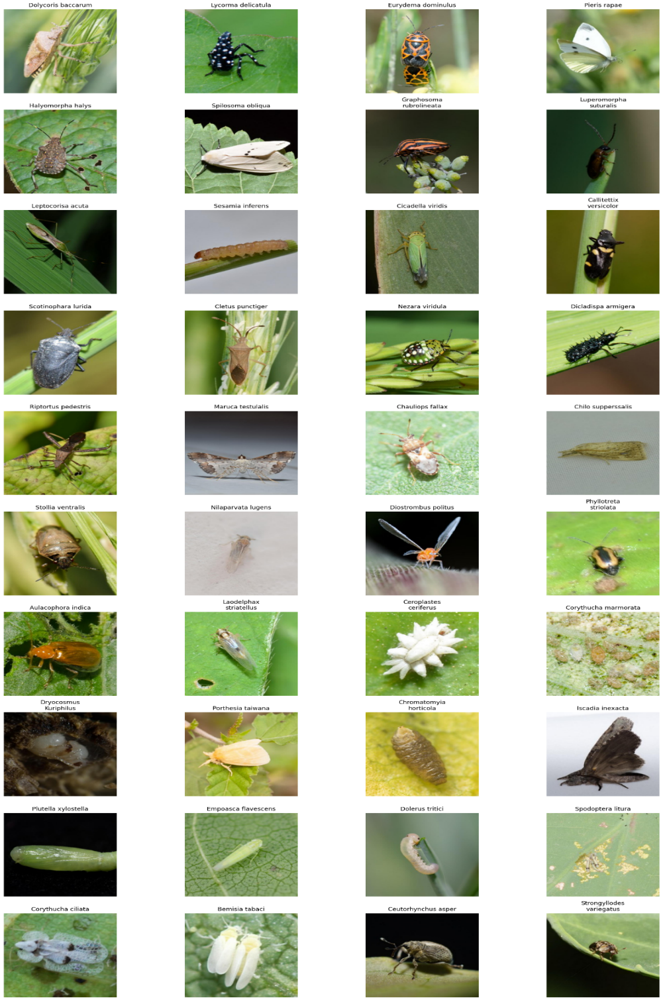 Dolycoris baccarum
Lycorma delicatula
Eurydema dominulus
Pieris rapae
Halyomorpha halys
Spilosoma obliqua
Graphosoma
rubrolineata
Luperomorpha
suturalis
Leptocorisa acuta
Sesamia inferens
Cicadella viridis
Callitettix
versicolor
Scotinophara lurida
Cletus punctiger
Nezara viridula
Dicladispa armigera
Riptortus pedestris
Maruca testulalis
Chauliops fallax
Chilo supperssalis
Stollia ventralis
Nilaparvata lugens
Diostrombus politus
Phyllotreta
striolata
Aulacophora indica
Laodelphax
striatellus
Ceroplastes
ceriferus
Corythucha marmorata
Dryocosmus
Kuriphilus
Porthesia taiwana
Chromatomyia
horticola
Iscadia inexacta
Plutella xylostella
Empoasca flavescens
Dolerus tritici
Spodoptera litura
Corythucha ciliata
Bemisia tabaci
Ceutorhynchus asper
Strongyllodes
variegatus